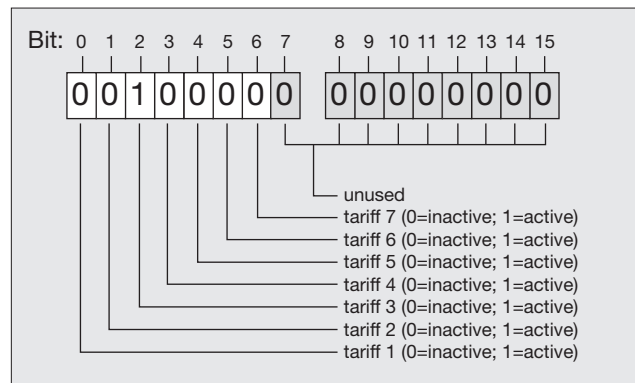 Bit: 0 1 2 3 4 5 6 7 8 9 10 11 12 13 14 15
0 0 1 0 0 0 0 0 0 0 0 0 0 0 0 0
unused
tariff 7 (0=inactive; 1=active)
tariff 6 (0=inactive; 1=active)
tariff 5 (0=inactive; 1=active)
tariff 4 (0=inactive; 1=active)
tariff 3 (0=inactive; 1=active)
tariff 2 (0=inactive; 1=active)
tariff 1 (0=inactive; 1=active)